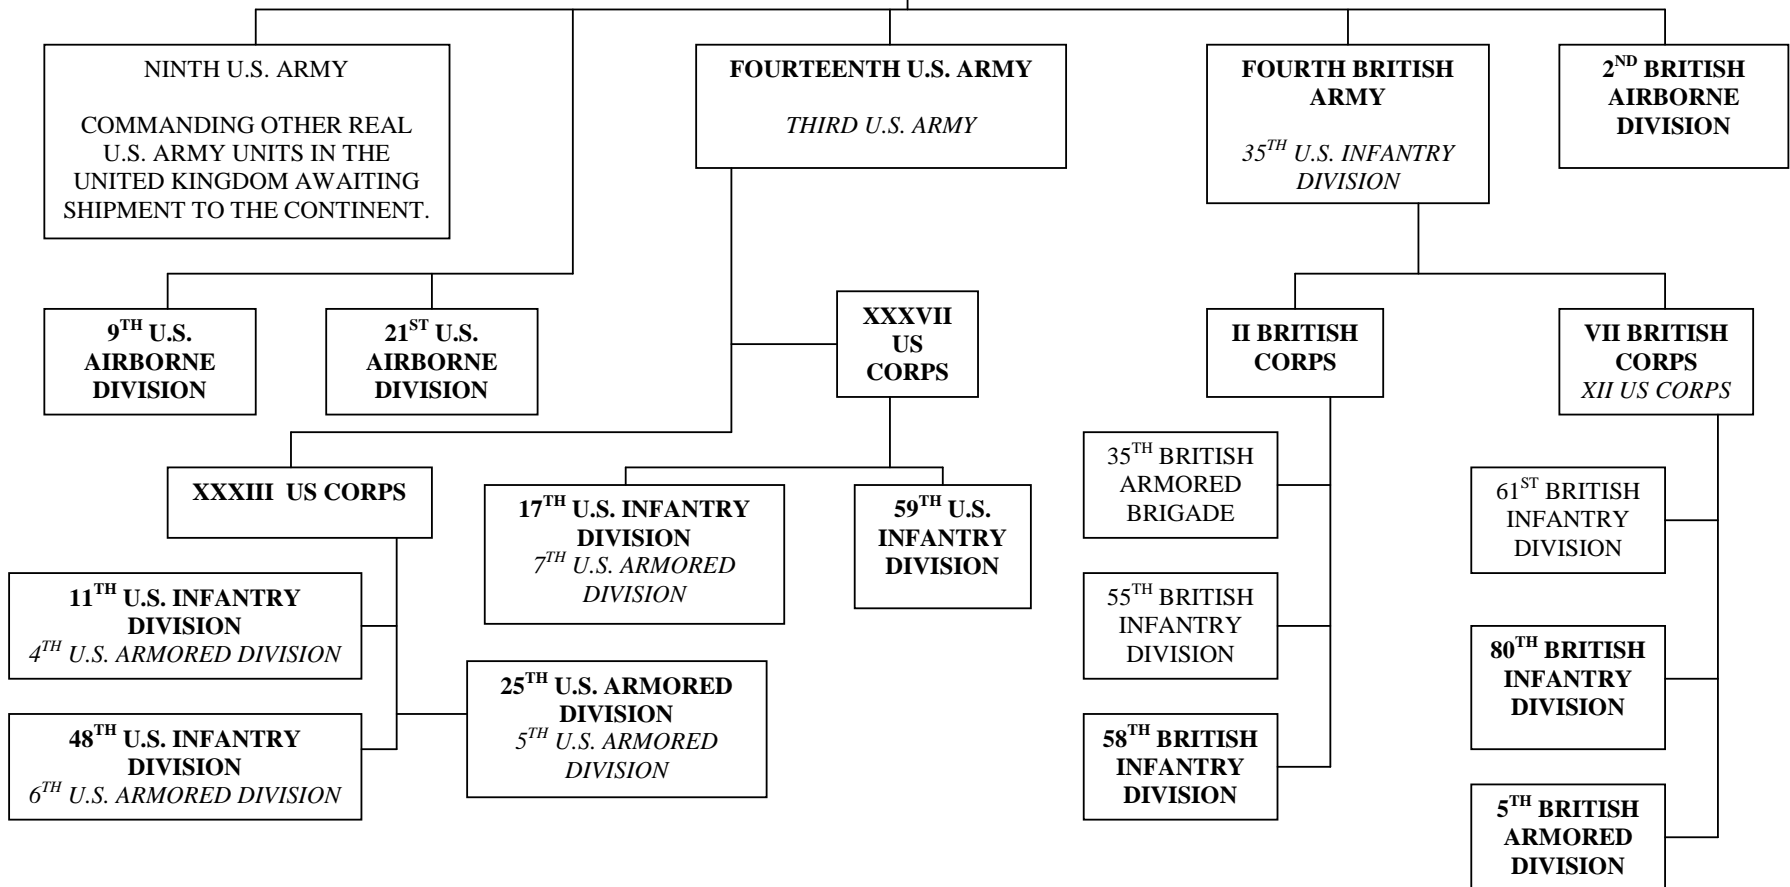 NINTH U.S. ARMY
COMMANDING OTHER REAL
U.S. ARMY UNITS IN THE
UNITED KINGDOM AWAITING
SHIPMENT TO THE CONTINENT.
FOURTEENTH U.S. ARMY
THIRD U.S. ARMY
FOURTH BRITISH
ARMY
35TH U.S. INFANTRY
DIVISION
2ND BRITISH
AIRBORNE
DIVISION
9TH U.S.
AIRBORNE
DIVISION
21ST U.S.
AIRBORNE
DIVISION
XXXVII
US
CORPS
II BRITISH
CORPS
VII BRITISH
CORPS
XII US CORPS
XXXIII US CORPS
17TH U.S. INFANTRY
DIVISION
7TH U.S. ARMORED
DIVISION
59TH U.S.
INFANTRY
DIVISION
35TH BRITISH
ARMORED
BRIGADE
61ST BRITISH
INFANTRY
DIVISION
11TH U.S. INFANTRY
DIVISION
4TH U.S. ARMORED DIVISION
55TH BRITISH
INFANTRY
DIVISION
80TH BRITISH
INFANTRY
DIVISION
25TH U.S. ARMORED
DIVISION
5TH U.S. ARMORED
DIVISION
48TH U.S. INFANTRY
DIVISION
6TH U.S. ARMORED DIVISION
58TH BRITISH
INFANTRY
DIVISION
5TH BRITISH
ARMORED
DIVISION